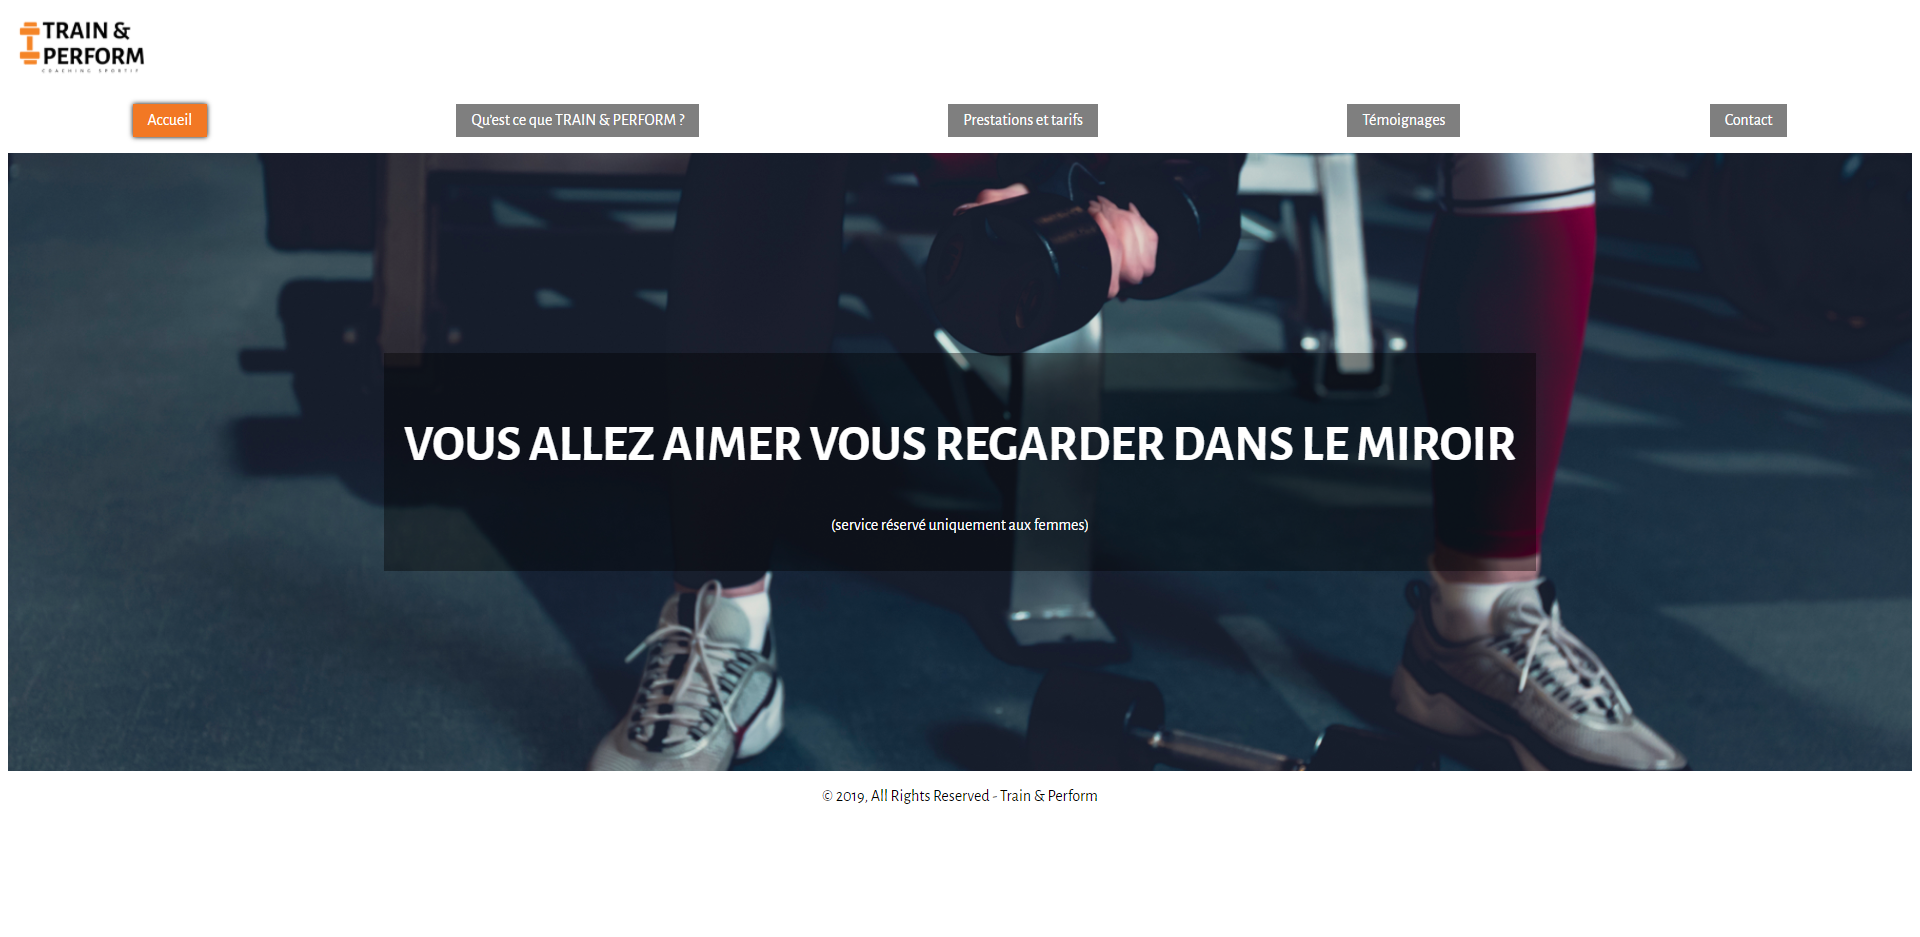 TRAIN &
PERFORM
COACHING SPORTIF
Accueil
Qu'est ce que TRAIN & PERFORM ?
Prestations et tarifs
Témoignages
Contact
VOUS ALLEZ AIMER VOUS REGARDER DANS LE MIROIR
(service réservé uniquement aux femmes)
© 2019, All Rights Reserved - Train & Perform